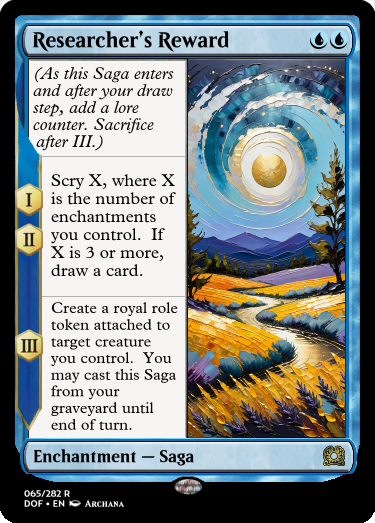 Researcher's Reward
(As this Saga enters
and after your draw
step, add a lore
counter. Sacrifice
after III.)
I
II
Scry X, where X
is the number of
enchantments
you control. If
X is 3 or more,
draw a card.
III
Create a royal role
token attached to
target creature
you control. You
may cast this Saga
from your
graveyard until
end of turn.
Enchantment — Saga
065/282 R
DOF • EN Archana